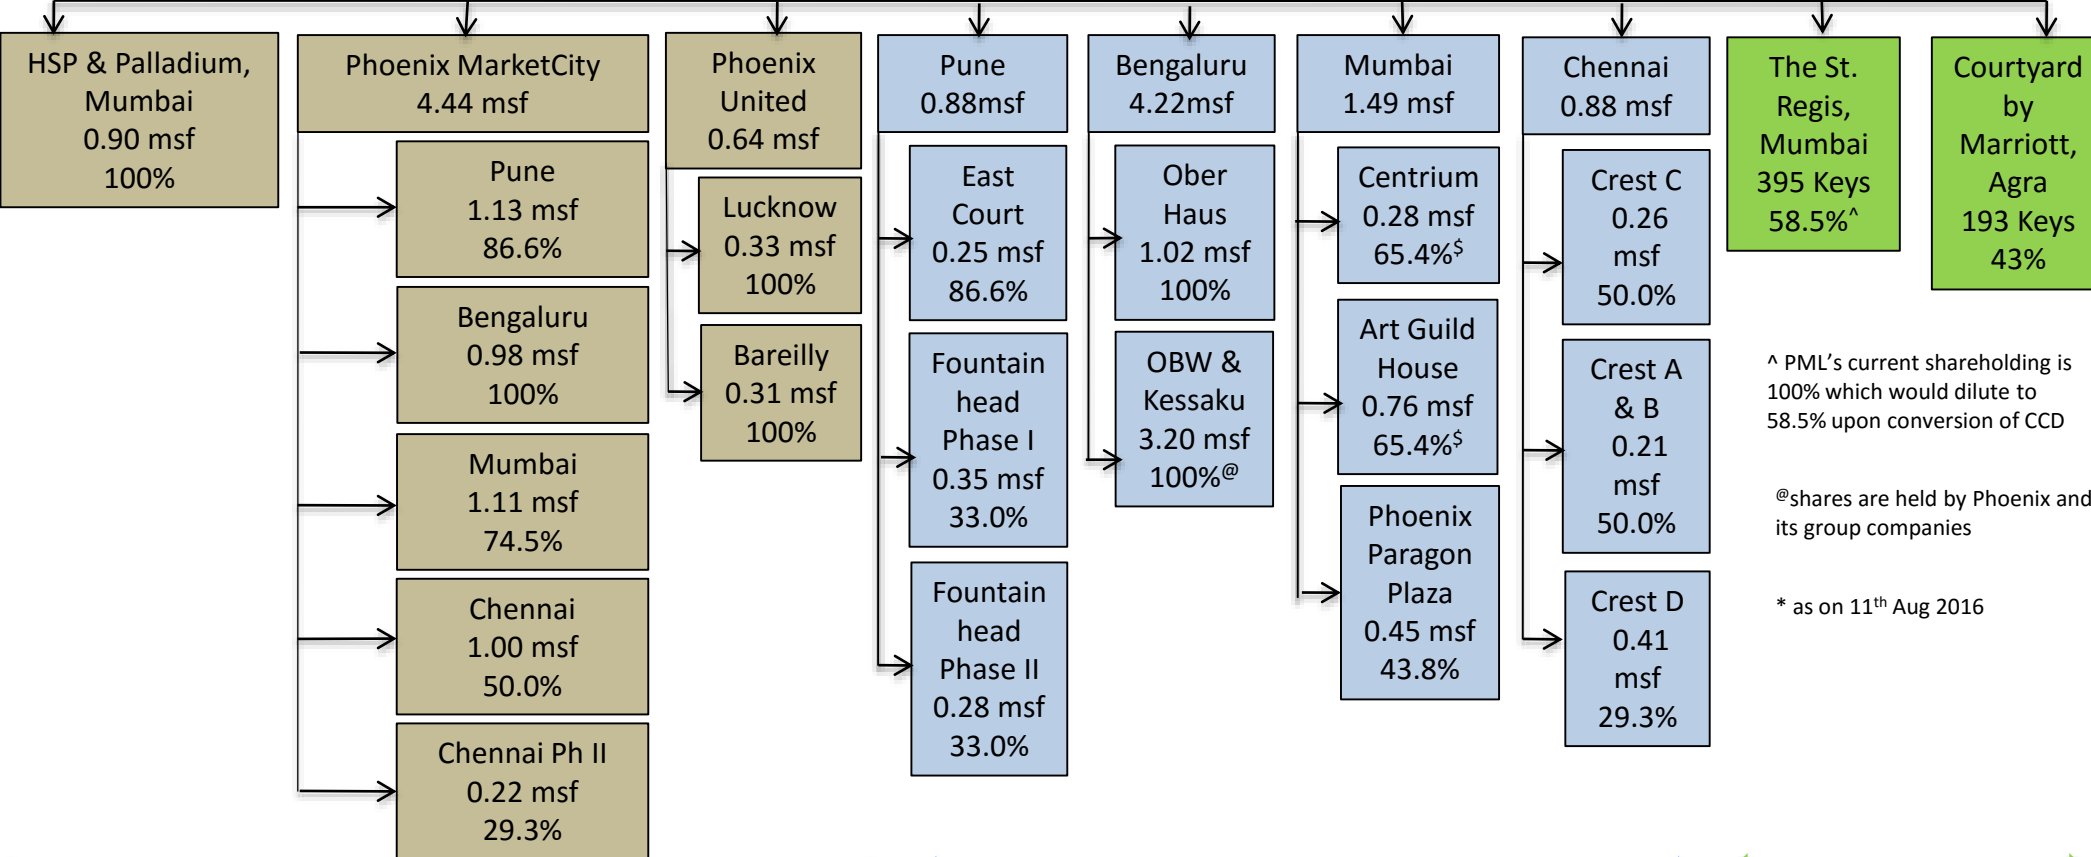 HSP & Palladium,
Mumbai
0.90 msf
100%
Phoenix MarketCity
4.44 msf
Pune
1.13 msf
86.6%
Bengaluru
0.98 msf
100%
Mumbai
1.11 msf
74.5%
Chennai
1.00 msf
50.0%
Chennai Ph II
0.22 msf
29.3%
Phoenix
United
0.64 msf
Lucknow
0.33 msf
100%
Bareilly
0.31 msf
100%
Pune
0.88msf
East
Court
0.25 msf
86.6%
Fountain
head
Phase I
0.35 msf
33.0%
Fountain
head
Phase II
0.28 msf
33.0%
Bengaluru
4.22msf
Ober
Haus
1.02 msf
100%
OBW &
Kessaku
3.20 msf
100%@
Mumbai
1.49 msf
Centrium
0.28 msf
65.4%$
Art Guild
House
0.76 msf
65.4%$
Phoenix
Paragon
Plaza
0.45 msf
43.8%
Chennai
0.88 msf
Crest C
0.26
msf
50.0%
Crest A
& B
0.21
msf
50.0%
Crest D
0.41
msf
29.3%
The St.
Regis,
Mumbai
395 Keys
58.5%^
Courtyard
by
Marriott,
Agra
193 Keys
43%
^ PML's current shareholding is
100% which would dilute to
58.5% upon conversion of CCD
@shares are held by Phoenix and
its group companies
* as on 11th Aug 2016